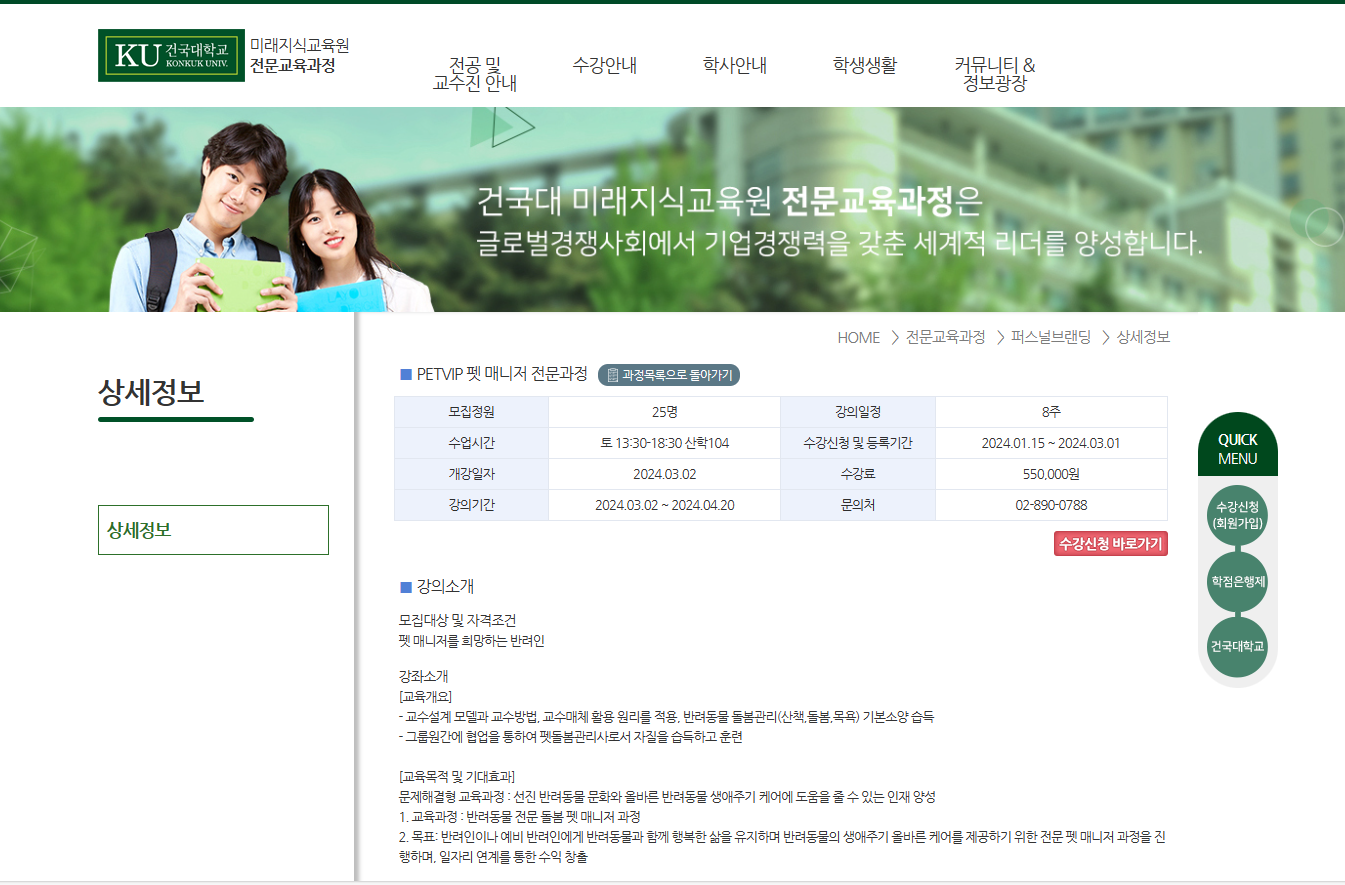 KU 건국대학교
KONKUK UNIV.
미래지식교육원
전문교육과정
전공 및
교수진 안내
수강안내
학사안내
학생생활
커뮤니티 &
정보광장
건국대 미래지식교육원 전문교육과정은
글로벌경쟁사회에서 기업경쟁력을 갖춘 세계적 리더를 양성합니다.
HOME > 전문교육과정 > 퍼스널브랜딩 > 상세정보
상세정보
상세정보
PETVIP 펫 매니저 전문과정 과정목록으로 돌아가기
모집정원 25명 강의일정 8주
수업시간 토 13:30-18:30 산학104 수강신청 및 등록기간 2024.01.15 ~ 2024.03.01
개강일자 2024.03.02 수강료 550,000원
강의기간 2024.03.02 ~ 2024.04.20 문의처 02-890-0788
수강신청 바로가기
강의소개
모집대상 및 자격조건
펫 매니저를 희망하는 반려인
강좌소개
[교육개요]
- 교수설계 모델과 교수방법, 교수매체 활용 원리를 적용, 반려동물 돌봄관리(산책,돌봄,목욕) 기본소양 습득
- 그룹원간에 협업을 통하여 펫돌봄관리사로서 자질을 습득하고 훈련
[교육목적 및 기대효과]
문제해결형 교육과정 : 선진 반려동물 문화와 올바른 반려동물 생애주기 케어에 도움을 줄 수 있는 인재 양성
1. 교육과정 : 반려동물 전문 돌봄 펫 매니저 과정
2. 목표: 반려인이나 예비 반려인에게 반려동물과 함께 행복한 삶을 유지하며 반려동물의 생애주기 올바른 케어를 제공하기 위한 전문 펫 매니저 과정을 진
행하며, 일자리 연계를 통한 수익 창출
QUICK
MENU
수강신청
(회원가입)
학점은행제
건국대학교